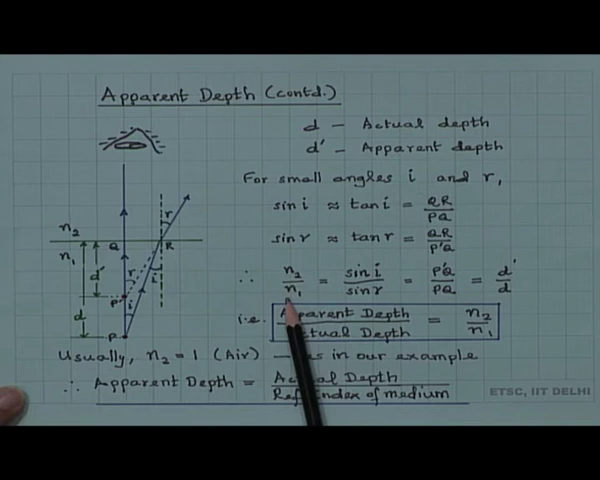 Apparent Depth (contd.)
d – Actual depth
d' – Apparent depth
For small angles i and r,
sin i ≈ tan i = QR/PQ
sin r ≈ tan r = QR/P'Q
∴ n₂/n₁ = sin i/sin r = P'Q/PQ = d'/d
i.e. Apparent Depth/Actual Depth = n₂/n₁
n₂
n₁
Q
R
r
r
i
i
d'
d
P'
P
Usually, n₂ = 1 (Air) – as in our example
∴ Apparent Depth = Actual Depth/Ref. Index of medium
ETSC, IIT DELHI